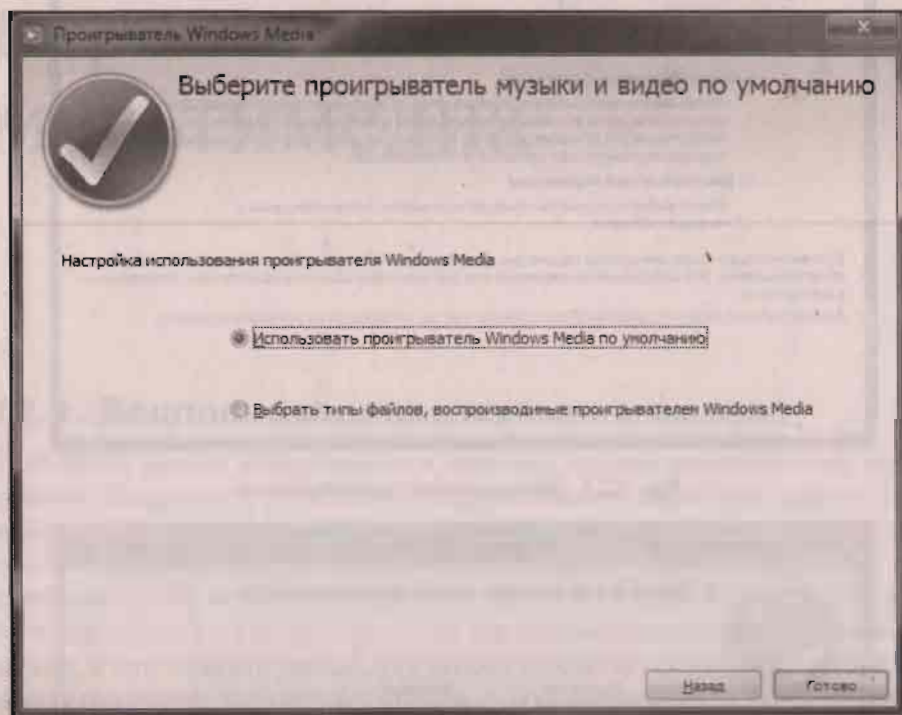 Проигрыватель Windows Media
Выберите проигрыватель музыки и видео по умолчанию
Настройка использования проигрывателя Windows Media
Использовать проигрыватель Windows Media по умолчанию
Выбрать типы файлов, воспроизводимые проигрывателем Windows Media
Назад
Готово